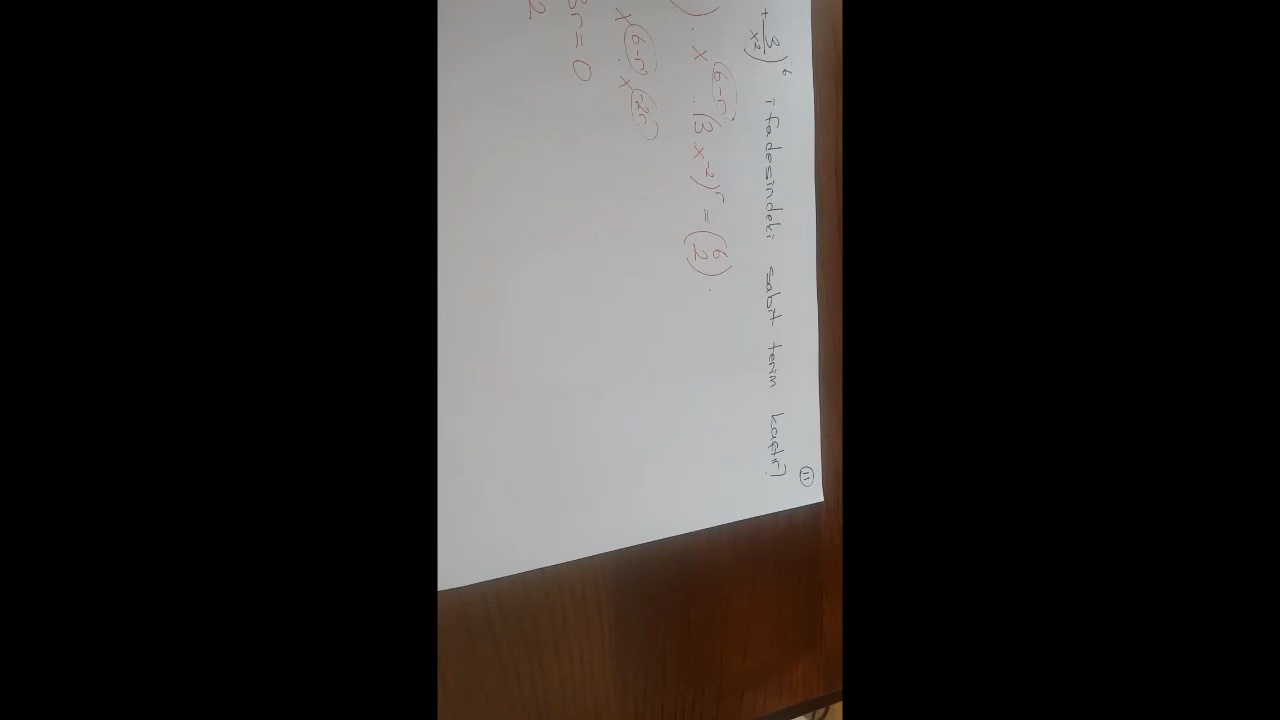 (11)
+ 3/x²)⁶ ifadesindeki sabit terim kaçtır?
) . x^(6-r) . (3.x⁻²)^r = (6 2) .
x^(6-r) . x^(-2r)
3r = 0
2